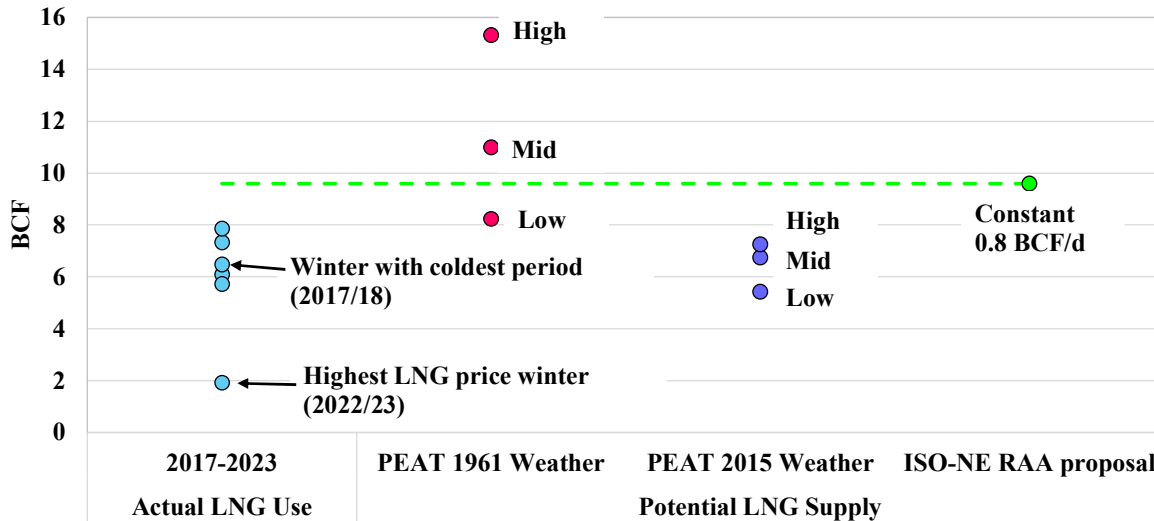 16
14
12
10
8
6
4
2
0
BCF
High
Mid
Low
Winter with coldest period
(2017/18)
Highest LNG price winter
(2022/23)
High
Mid
Low
Constant
0.8 BCF/d
2017-2023
PEAT 1961 Weather
PEAT 2015 Weather
ISO-NE RAA proposal
Actual LNG Use
Potential LNG Supply